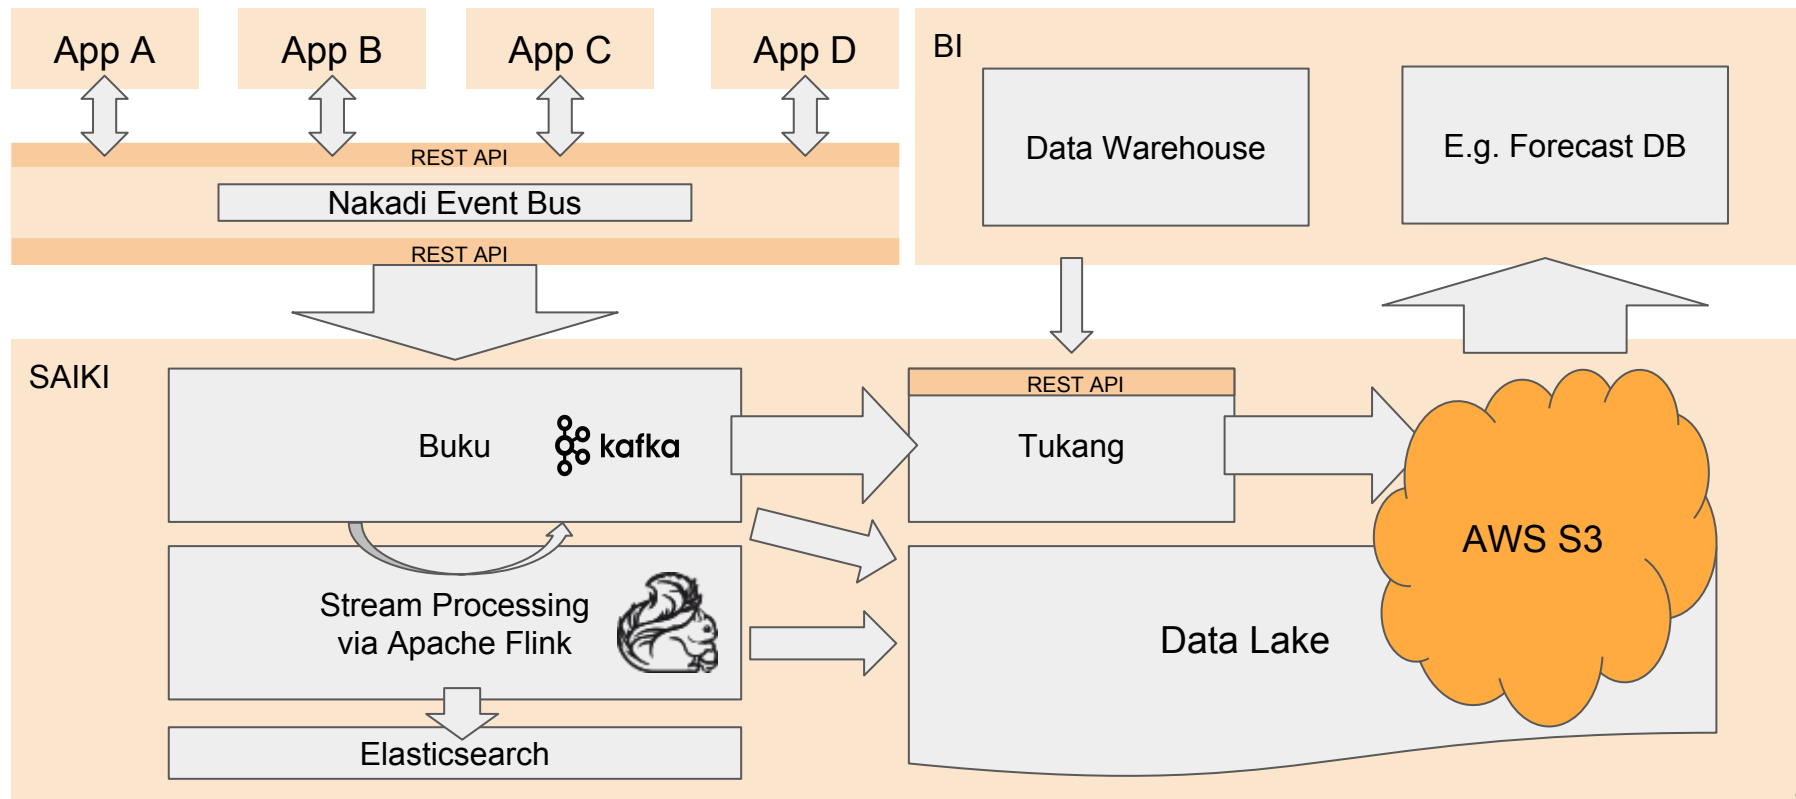 App A
App B
App C
App D
REST API
Nakadi Event Bus
REST API
BI
Data Warehouse
E.g. Forecast DB
SAIKI
Buku
kafka
REST API
Tukang
Stream Processing
via Apache Flink
Elasticsearch
Data Lake
AWS S3